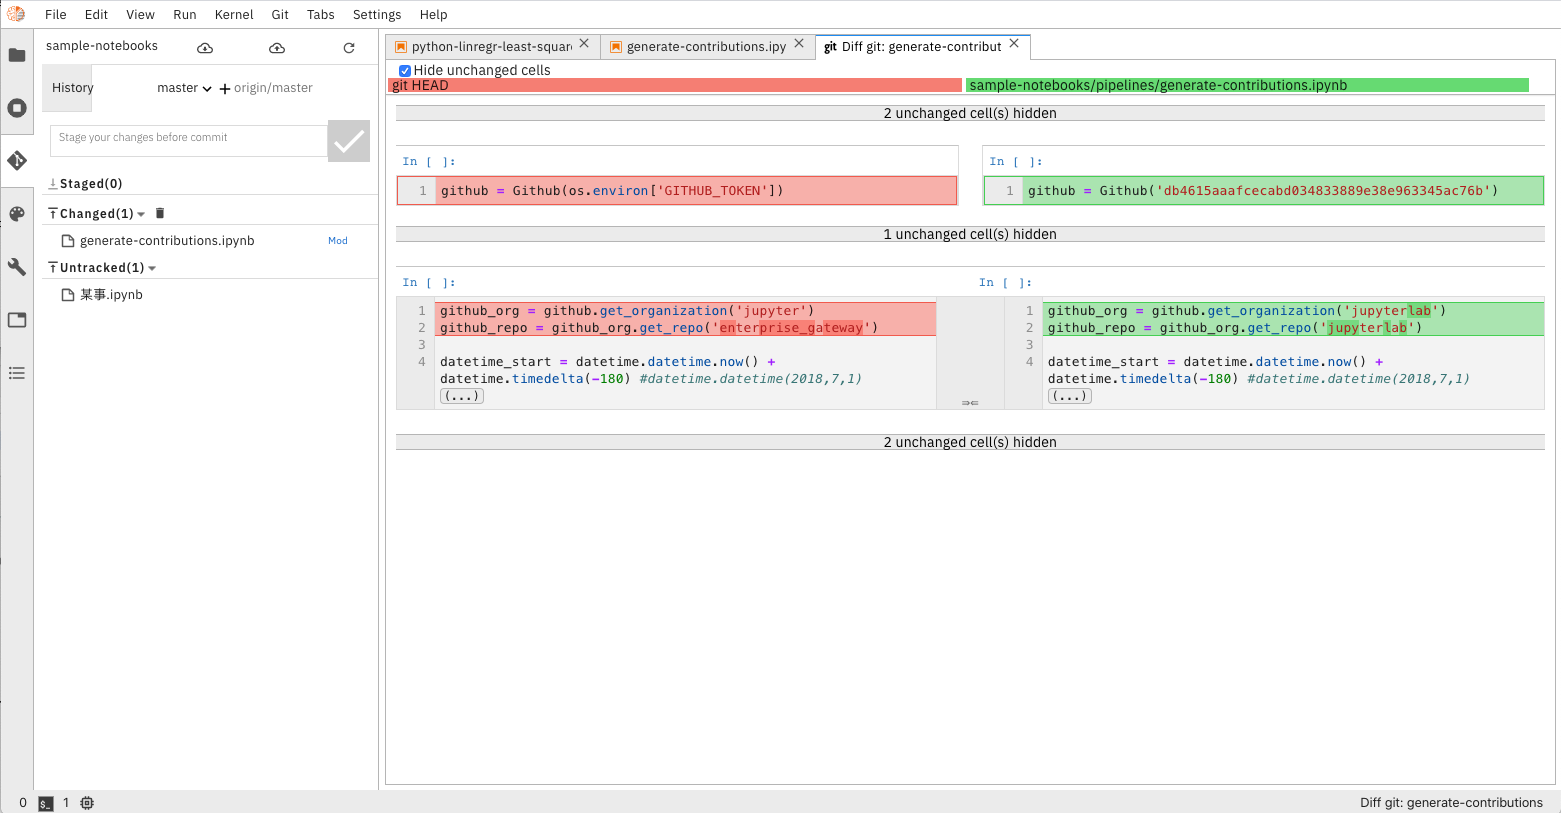 File Edit View Run Kernel Git Tabs Settings Help
sample-notebooks
History master origin/master
Stage your changes before commit
Staged(0)
Changed(1)
generate-contributions.ipynb Mod
Untracked(1)
某事.ipynb
python-linregr-least-squar generate-contributions.ipy git Diff git: generate-contribut
Hide unchanged cells
git HEAD sample-notebooks/pipelines/generate-contributions.ipynb
2 unchanged cell(s) hidden
In [ ]: In [ ]:
1 github = Github(os.environ['GITHUB_TOKEN']) 1 github = Github('db4615aaafcecabd034833889e38e963345ac76b')
1 unchanged cell(s) hidden
In [ ]: In [ ]:
1 github_org = github.get_organization('jupyter') 1 github_org = github.get_organization('jupyterlab')
2 github_repo = github_org.get_repo('enterprise_gateway') 2 github_repo = github_org.get_repo('jupyterlab')
3 3
4 datetime_start = datetime.datetime.now() + 4 datetime_start = datetime.datetime.now() +
datetime.timedelta(-180) #datetime.datetime(2018,7,1) datetime.timedelta(-180) #datetime.datetime(2018,7,1)
(...) (...)
2 unchanged cell(s) hidden
0 $_ 1 Diff git: generate-contributions